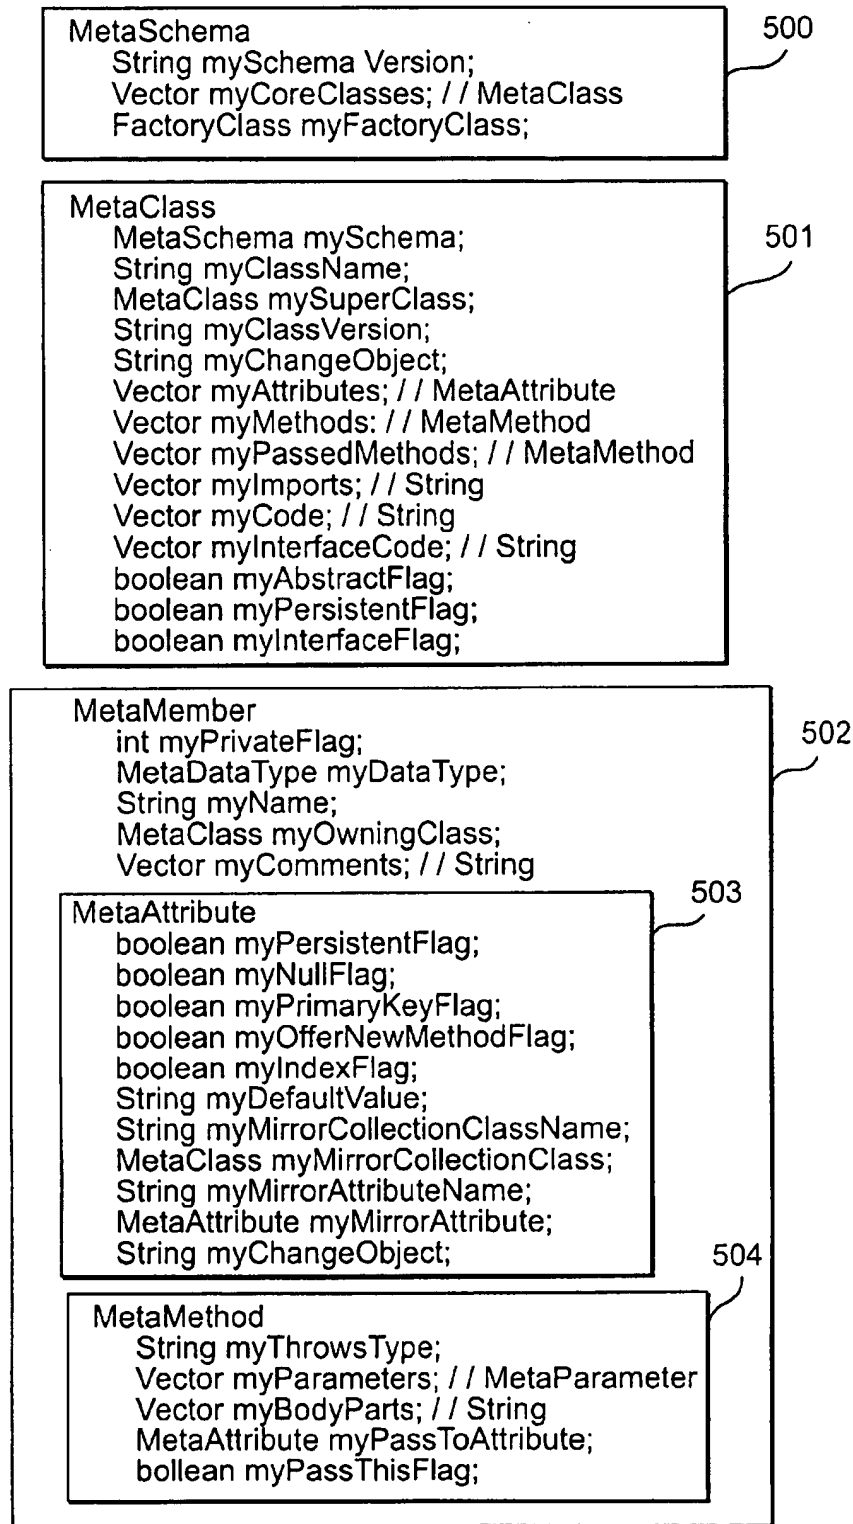 MetaSchema
500
String mySchema Version;
Vector myCoreClasses; / / MetaClass
FactoryClass myFactoryClass;
MetaClass
MetaSchema mySchema;
501
String myClassName;
MetaClass mySuperClass;
String myClassVersion;
String myChangeObject;
Vector myAttributes; / / MetaAttribute
Vector myMethods: / / MetaMethod
Vector myPassedMethods; / / MetaMethod
Vector myImports; / / String
Vector myCode; / / String
Vector myInterfaceCode; / / String
boolean myAbstractFlag;
boolean myPersistentFlag;
boolean myInterfaceFlag;
MetaMember
502
int myPrivateFlag;
MetaDataType myDataType;
String myName;
MetaClass myOwningClass;
Vector myComments; / / String
503
MetaAttribute
boolean myPersistentFlag;
boolean myNullFlag;
boolean myPrimaryKeyFlag;
boolean myOfferNewMethodFlag;
boolean myIndexFlag;
String myDefaultValue;
String myMirrorCollectionClassName;
MetaClass myMirrorCollectionClass;
String myMirrorAttributeName;
MetaAttribute myMirrorAttribute;
String myChangeObject;
504
MetaMethod
String myThrowsType;
Vector myParameters; / / MetaParameter
Vector myBodyParts; / / String
MetaAttribute myPassToAttribute;
bollean myPassThisFlag;